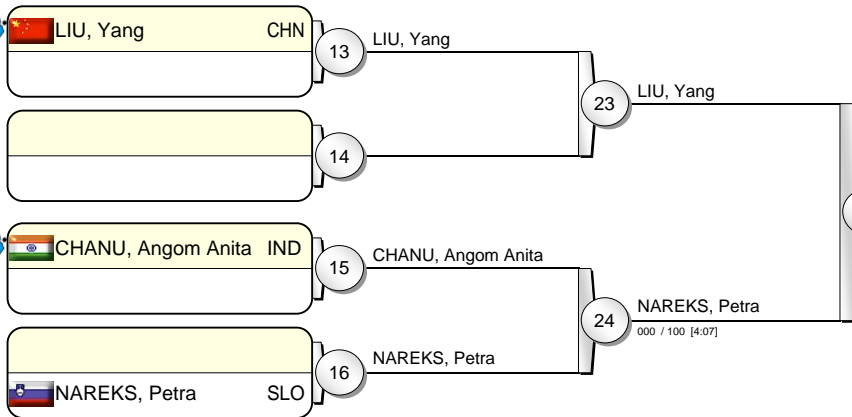 LIU, Yang CHN
13
LIU, Yang
23
LIU, Yang
14
CHANU, Angom Anita IND
15
CHANU, Angom Anita
24
NAREKS, Petra
000 / 100 [4:07]
16
NAREKS, Petra
NAREKS, Petra SLO